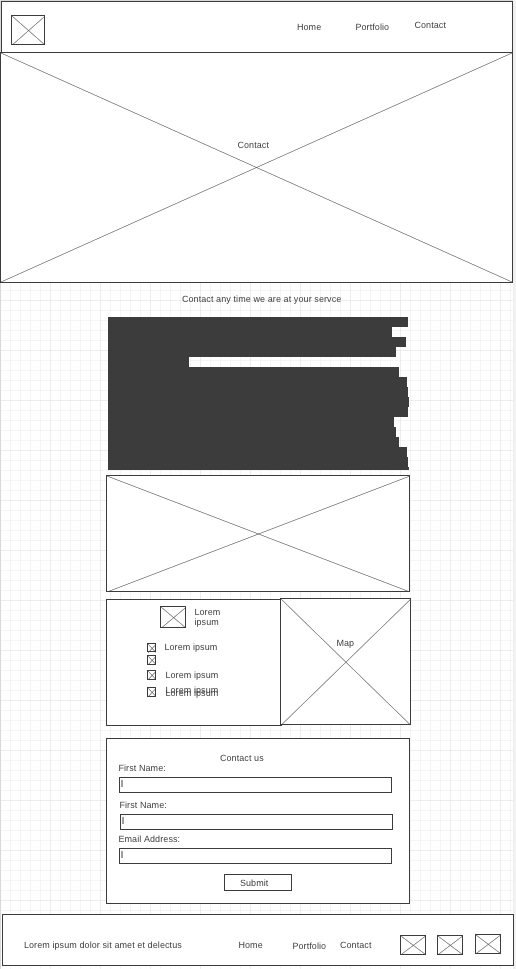 Home Portfolio Contact
Contact
Contact any time we are at your servce
Lorem
ipsum
Lorem ipsum
Lorem ipsum
Lorem ipsum
Lorem ipsum
Map
Contact us
First Name:
First Name:
Email Address:
Submit
Lorem ipsum dolor sit amet et delectus Home Portfolio Contact